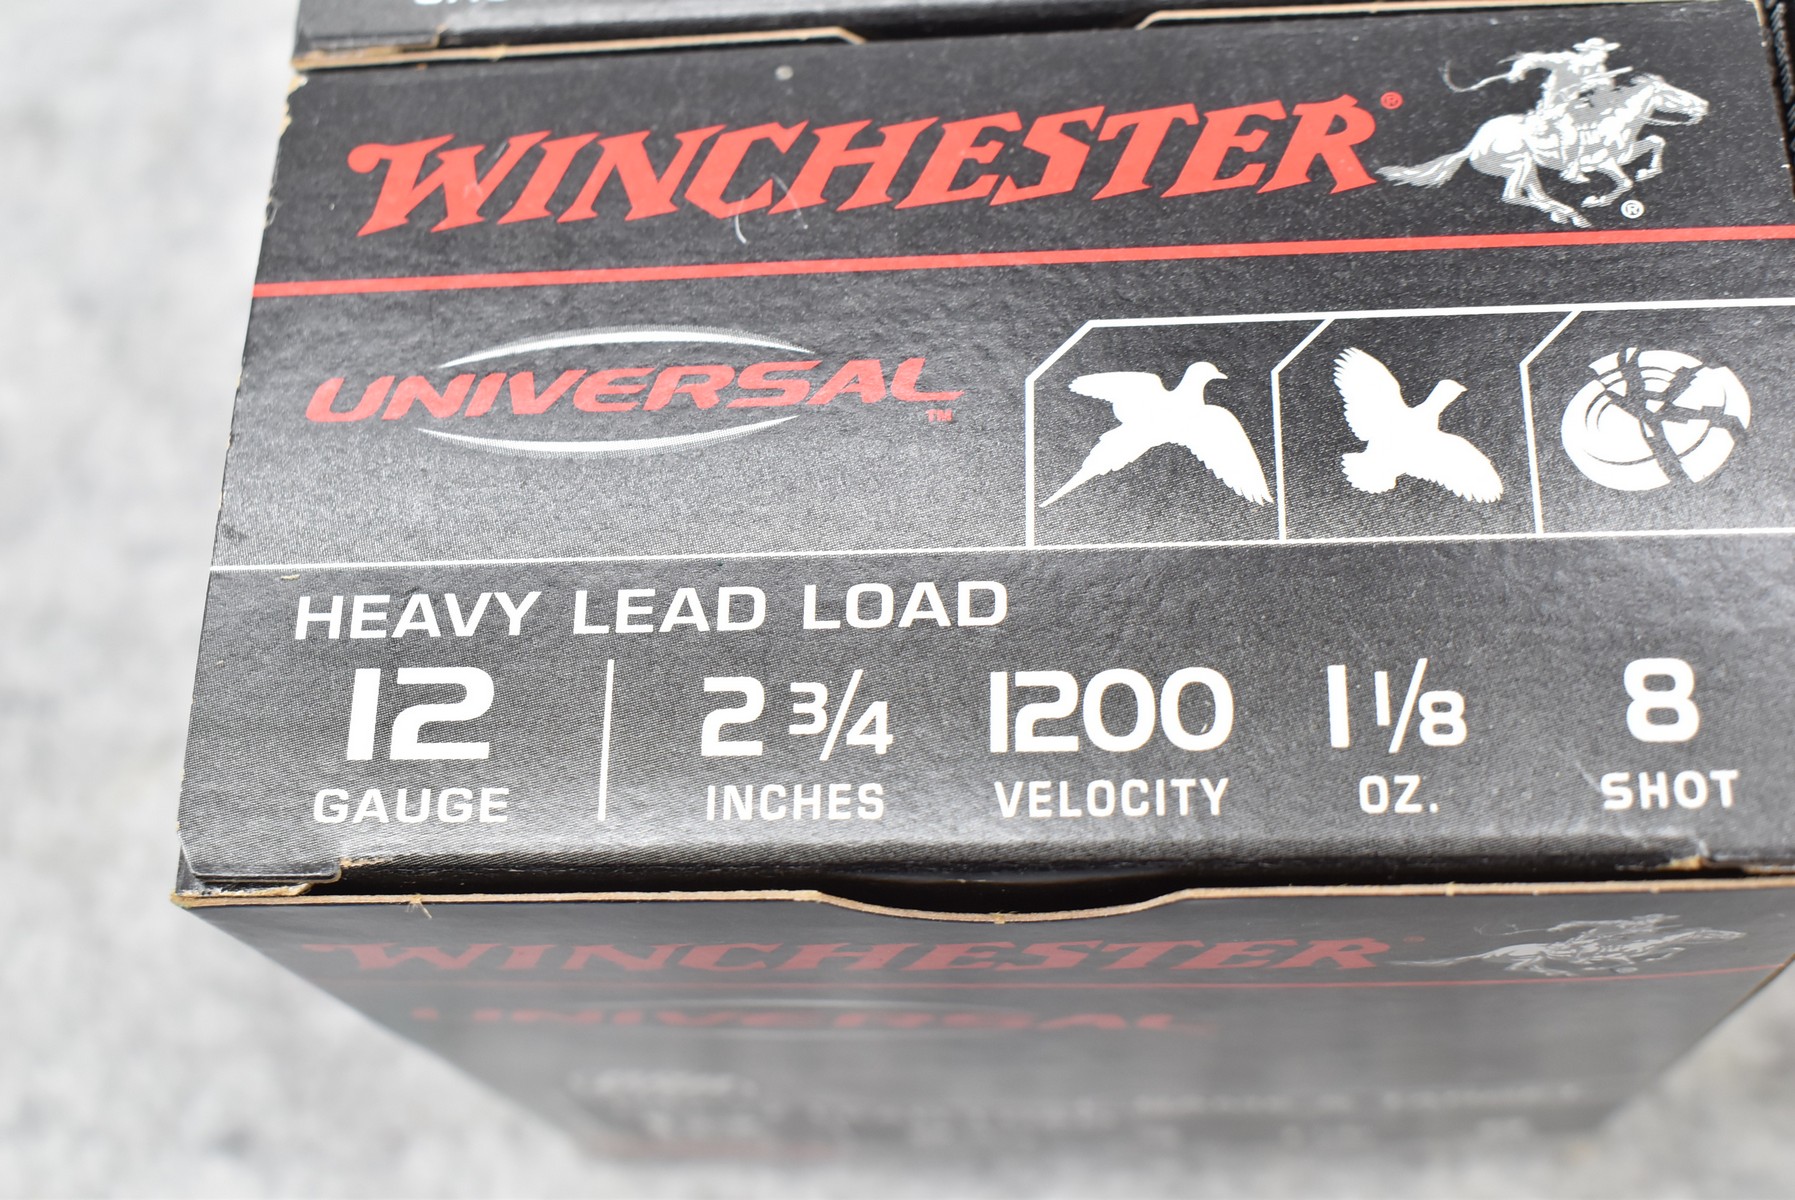 WINCHESTER®
®
UNIVERSAL™
HEAVY LEAD LOAD
12 2 3/4 1200 1 1/8 8
GAUGE INCHES VELOCITY OZ. SHOT
WINCHESTER
UNIVERSAL